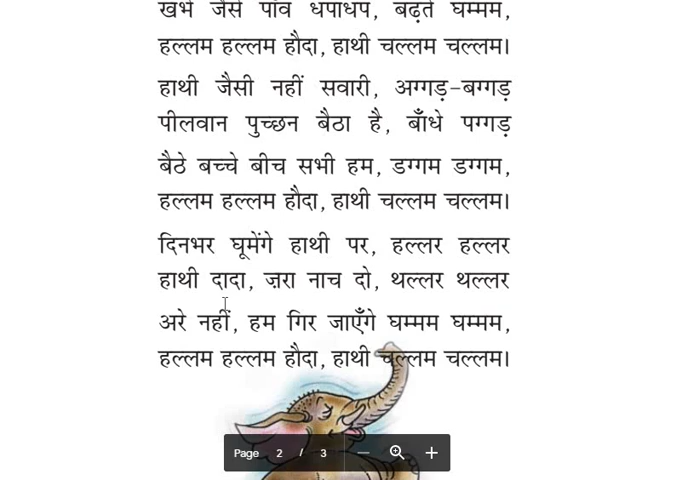 खंभे जैसे पाँव धपाधप, बढ़ते घम्मम,
हल्लम हल्लम हौदा, हाथी चल्लम चल्लम।
हाथी जैसी नहीं सवारी, अग्गड़-बग्गड़
पीलवान पुच्छन बैठा है, बाँधे पग्गड़
बैठे बच्चे बीच सभी हम, डग्गम डग्गम,
हल्लम हल्लम हौदा, हाथी चल्लम चल्लम।
दिनभर घूमेंगे हाथी पर, हल्लर हल्लर
हाथी दादा, ज़रा नाच दो, थल्लर थल्लर
अरे नहीं, हम गिर जाएँगे घम्मम घम्मम,
हल्लम हल्लम हौदा, हाथी चल्लम चल्लम।
Page 2 / 3